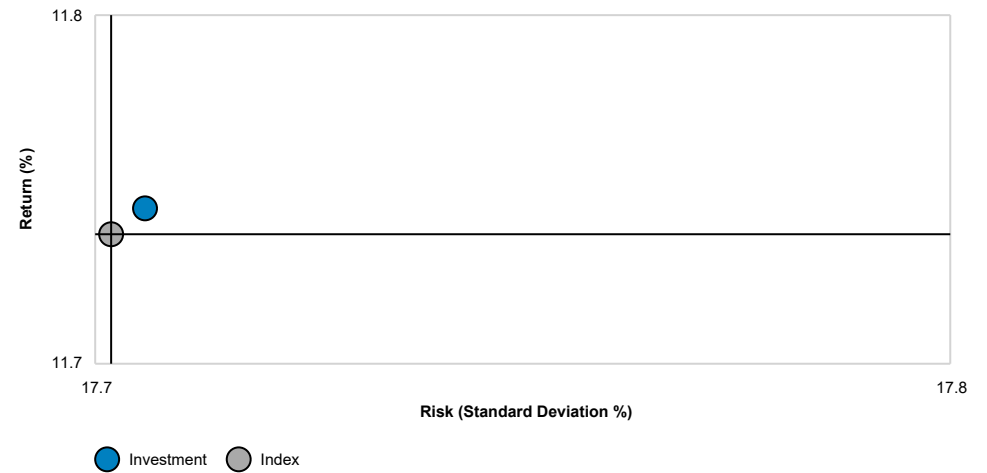 11.8
Return (%)
11.7
17.7
17.8
Risk (Standard Deviation %)
Investment
Index